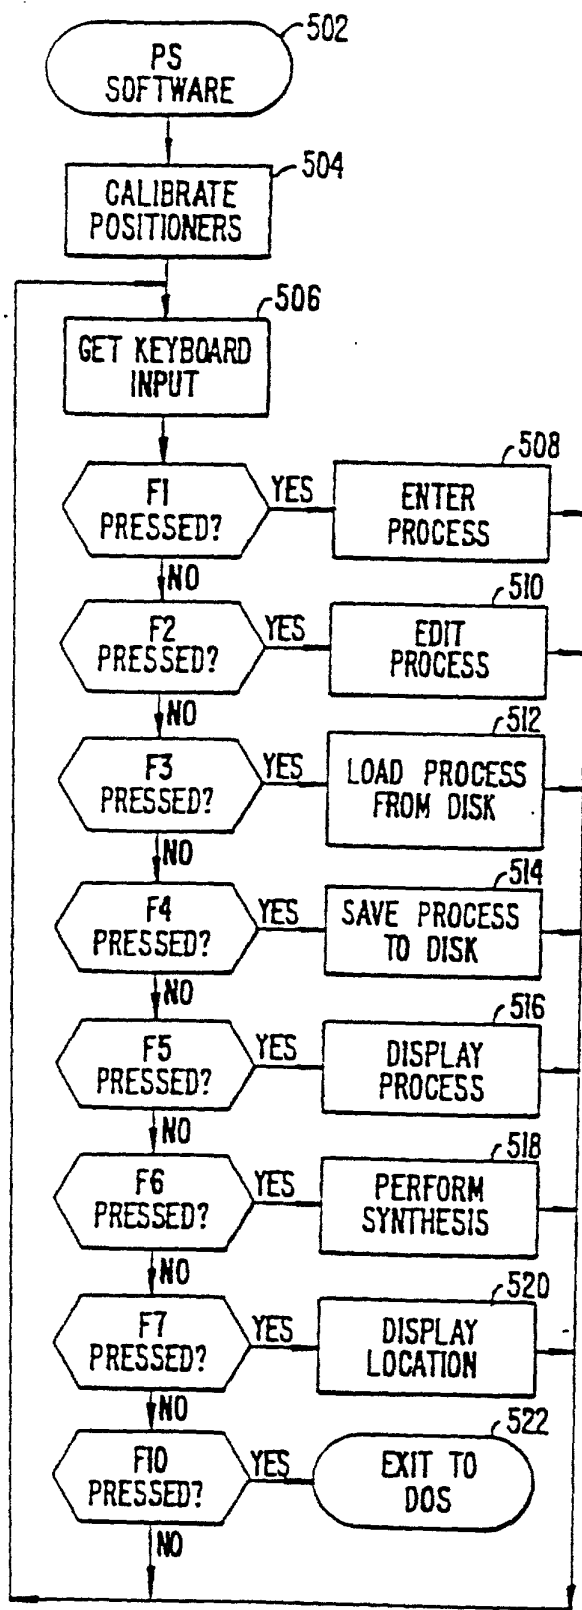 502
PS
SOFTWARE
504
CALIBRATE
POSITIONERS
506
GET KEYBOARD
INPUT
508
F1
PRESSED?
YES
ENTER
PROCESS
NO
510
F2
PRESSED?
YES
EDIT
PROCESS
NO
512
F3
PRESSED?
YES
LOAD PROCESS
FROM DISK
NO
514
F4
PRESSED?
YES
SAVE PROCESS
TO DISK
NO
516
F5
PRESSED?
YES
DISPLAY
PROCESS
NO
518
F6
PRESSED?
YES
PERFORM
SYNTHESIS
NO
520
F7
PRESSED?
YES
DISPLAY
LOCATION
NO
522
F10
PRESSED?
YES
EXIT TO
DOS
NO